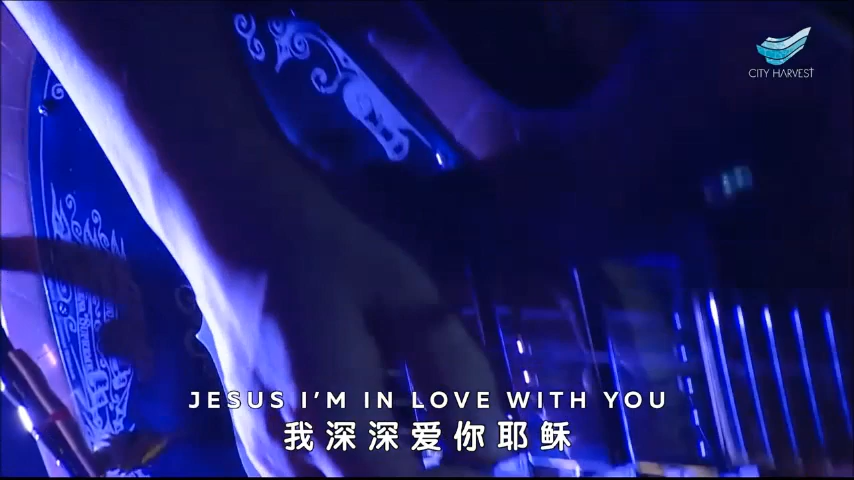 CITY HARVEST
JESUS I'M IN LOVE WITH YOU
我深深爱你耶稣